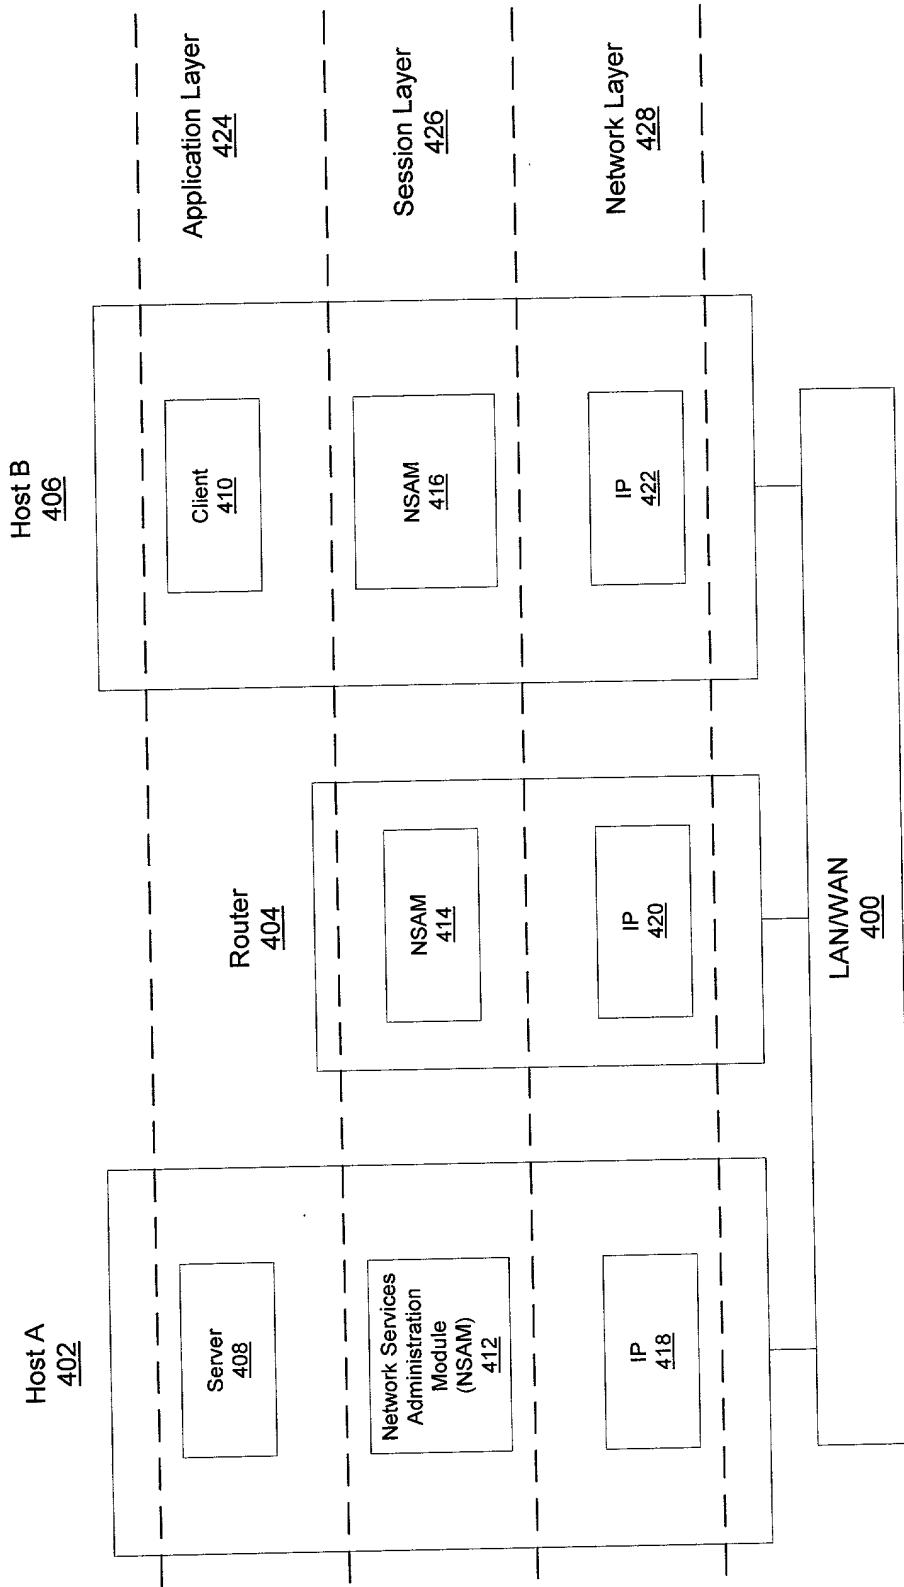 Host A
402
Server
408
Network Services
Administration
Module
(NSAM)
412
IP
418
Router
404
NSAM
414
IP
420
Host B
406
Client
410
NSAM
416
IP
422
Application Layer
424
Session Layer
426
Network Layer
428
LAN/WAN
400